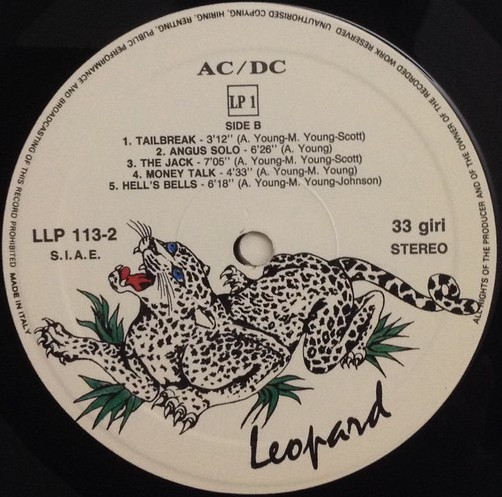 UNAUTHORISED COPYING, HIRING, RENTING, PUBLIC PERFORMANCE AND BROADCASTING OF THIS RECORD PROHIBITED MADE IN ITALY
ALL RIGHTS OF THE PRODUCER AND OF THE OWNER OF THE RECORDED WORK RESERVED
AC/DC
LP 1
SIDE B
1. TAILBREAK - 3'12'' (A. Young-M. Young-Scott)
2. ANGUS SOLO - 6'26'' (A. Young)
3. THE JACK - 7'05'' (A. Young-M. Young-Scott)
4. MONEY TALK - 4'33'' (A. Young-M. Young)
5. HELL'S BELLS - 6'18'' (A. Young-M. Young-Johnson)
LLP 113-2
S.I.A.E.
33 giri
STEREO
Leopard